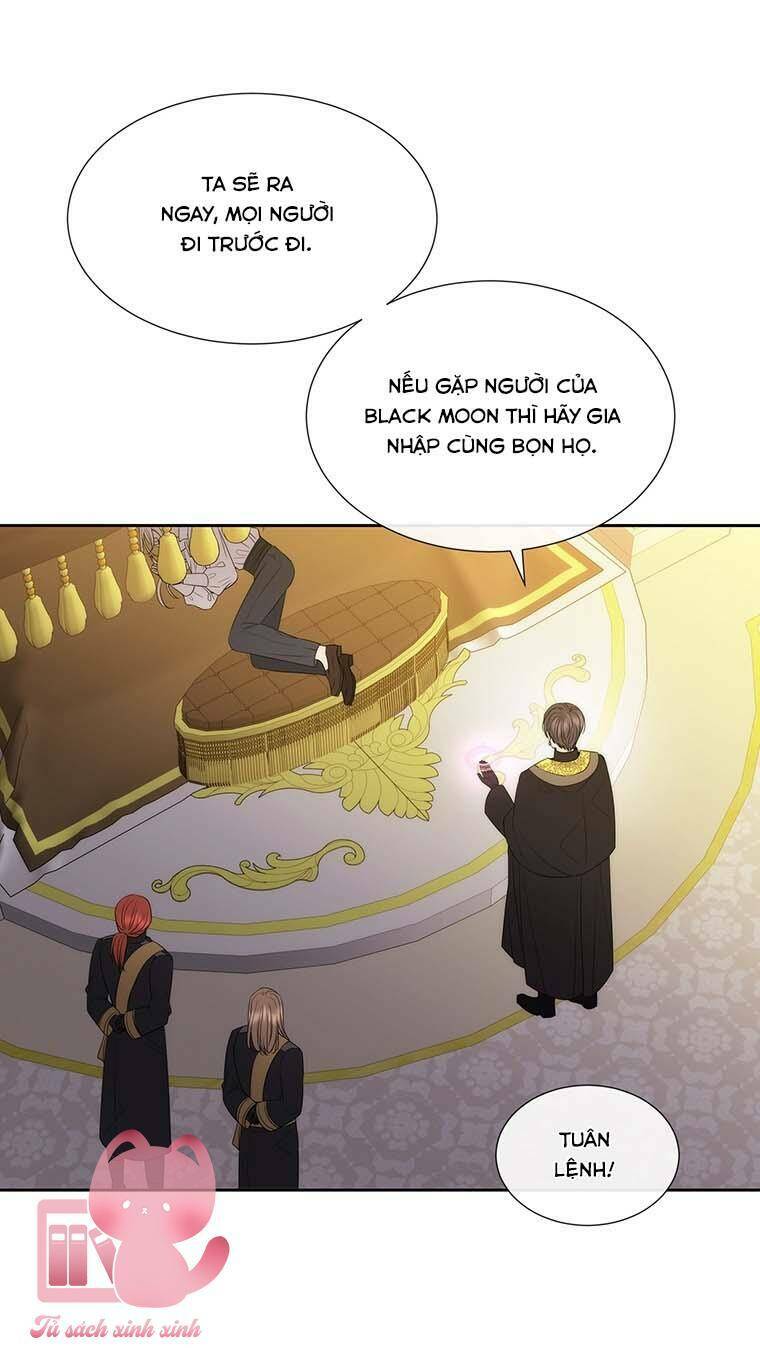 TA SẼ RA
NGAY, MỌI NGƯỜI
ĐI TRƯỚC ĐI.
NẾU GẶP NGƯỜI CỦA
BLACK MOON THÌ HÃY GIA
NHẬP CÙNG BỌN HỌ.
TUÂN
LỆNH!
Tủ sách xinh xinh